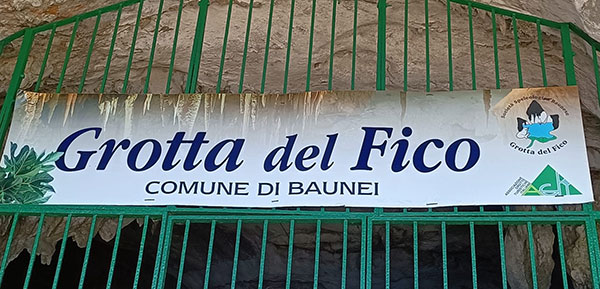 Grotta del Fico
COMUNE DI BAUNEI
Grotta del Fico